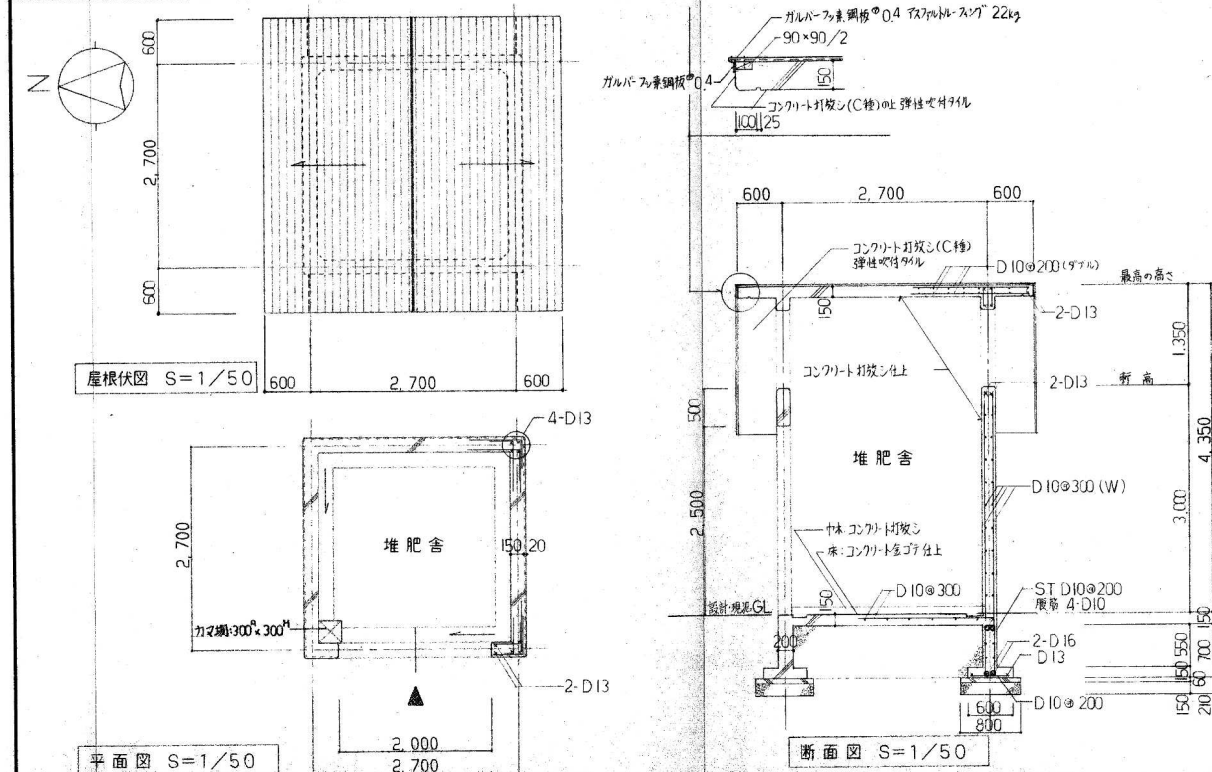 N
600
2,700
600
屋根伏図 S=1/50
600
2,700
600
ガルバーフッ素鋼板⑦0.4 アスファルトルーフィング 22kg
90×90/2
ガルバーフッ素鋼板⑦0.4
150
コンクリート打放シ(C種)の上 弾性吹付タイル
100 25
4-D13
2,700
堆肥舎
150 20
カマ場:300°×300ᴴ
2-D13
2,000
2,700
平面図 S=1/50
600
2,700
600
コンクリート打放シ(C種)
弾性吹付タイル
D10@200(ダブル)
最高の高さ
150
2-D13
1,350
コンクリート打放シ仕上
2-D13
軒高
500
堆肥舎
4,350
2,500
D10@300(W)
3,000
巾木:コンクリート打放シ
床:コンクリート金ゴテ仕上
D10@300
150
設計・現況GL
ST D10@200
腹筋 4-D10
150
200
2-D16
D13
550
700
150
60
D10@200
600
800
150
210
断面図 S=1/50